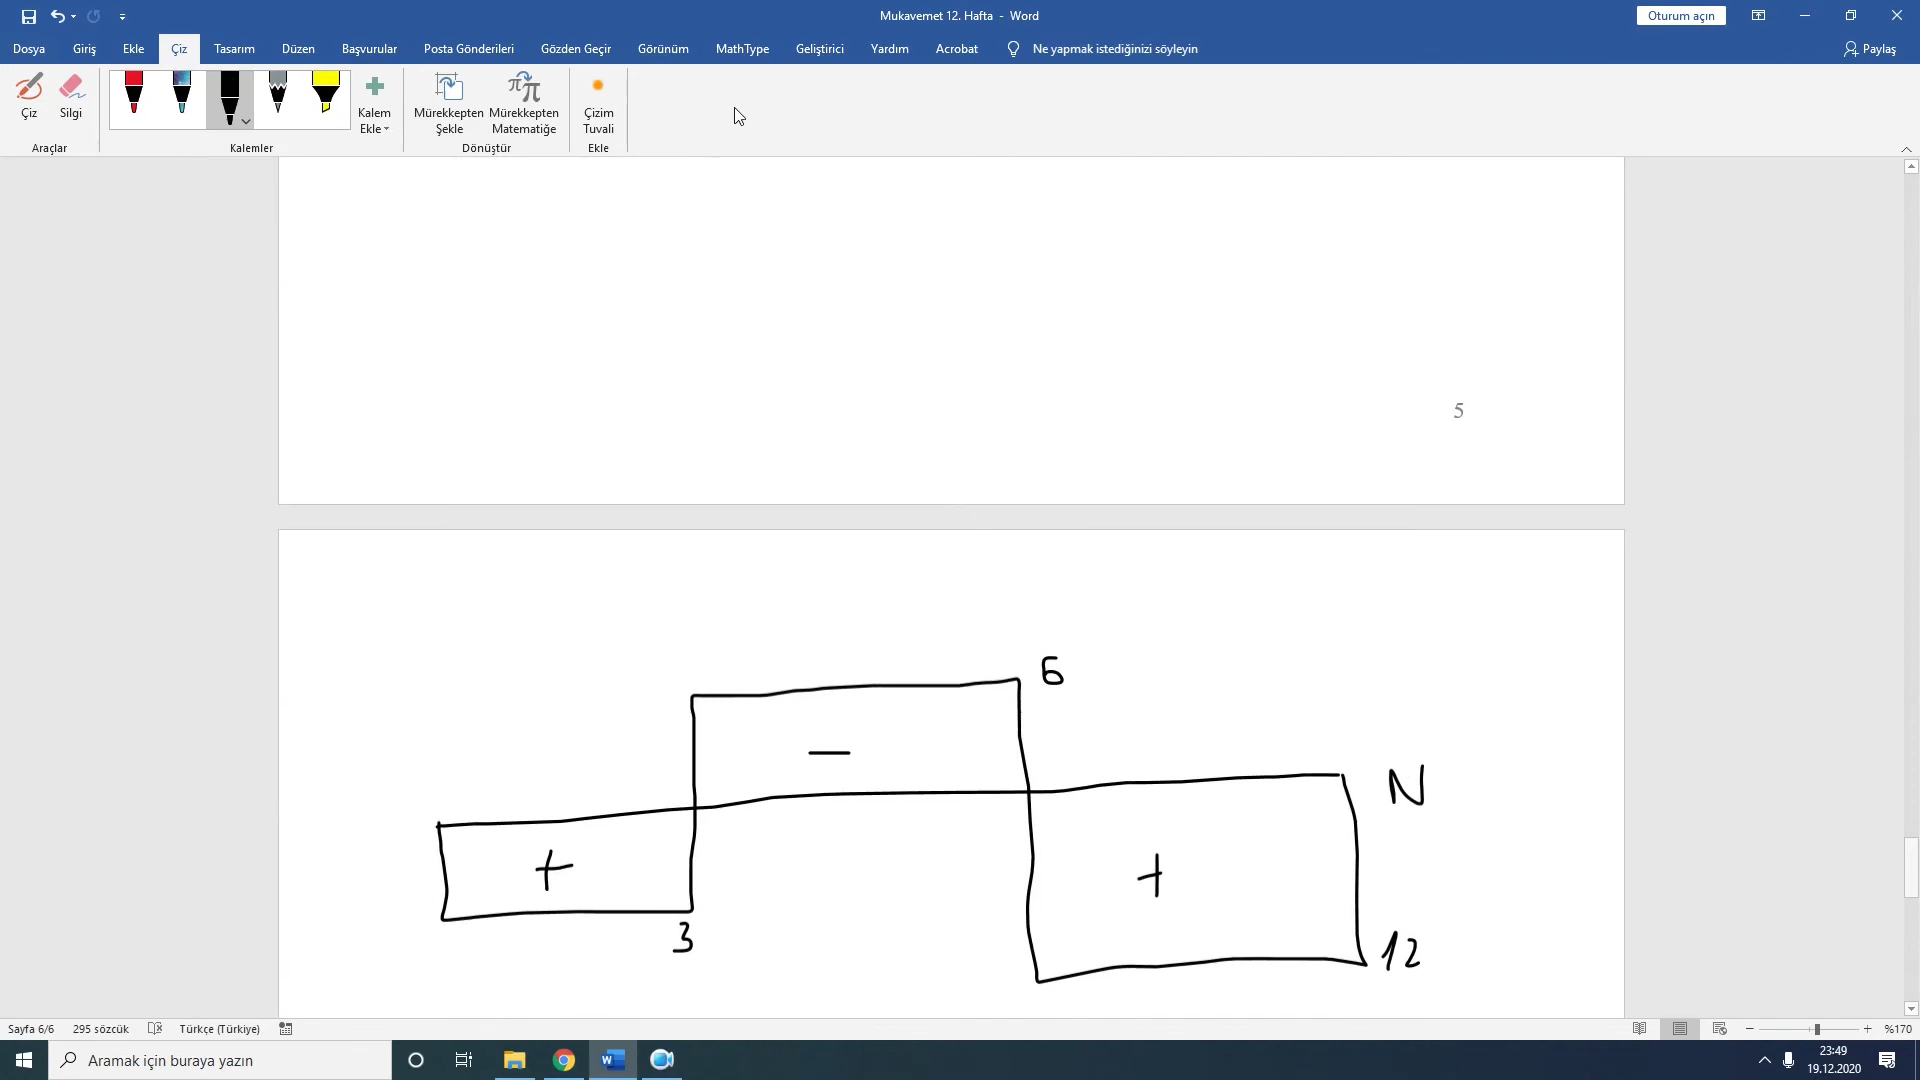 Mukavemet 12. Hafta - Word
Oturum açın
Dosya Giriş Ekle Çiz Tasarım Düzen Başvurular Posta Gönderileri Gözden Geçir Görünüm MathType Geliştirici Yardım Acrobat Ne yapmak istediğinizi söyleyin Paylaş
Çiz Silgi
Kalem Ekle
Mürekkepten Şekle
Mürekkepten Matematiğe
Çizim Tuvali
Araçlar Kalemler Dönüştür Ekle
5
6
−
N
+
+
3
12
Sayfa 6/6 295 sözcük Türkçe (Türkiye) %170
Aramak için buraya yazın
23:49
19.12.2020